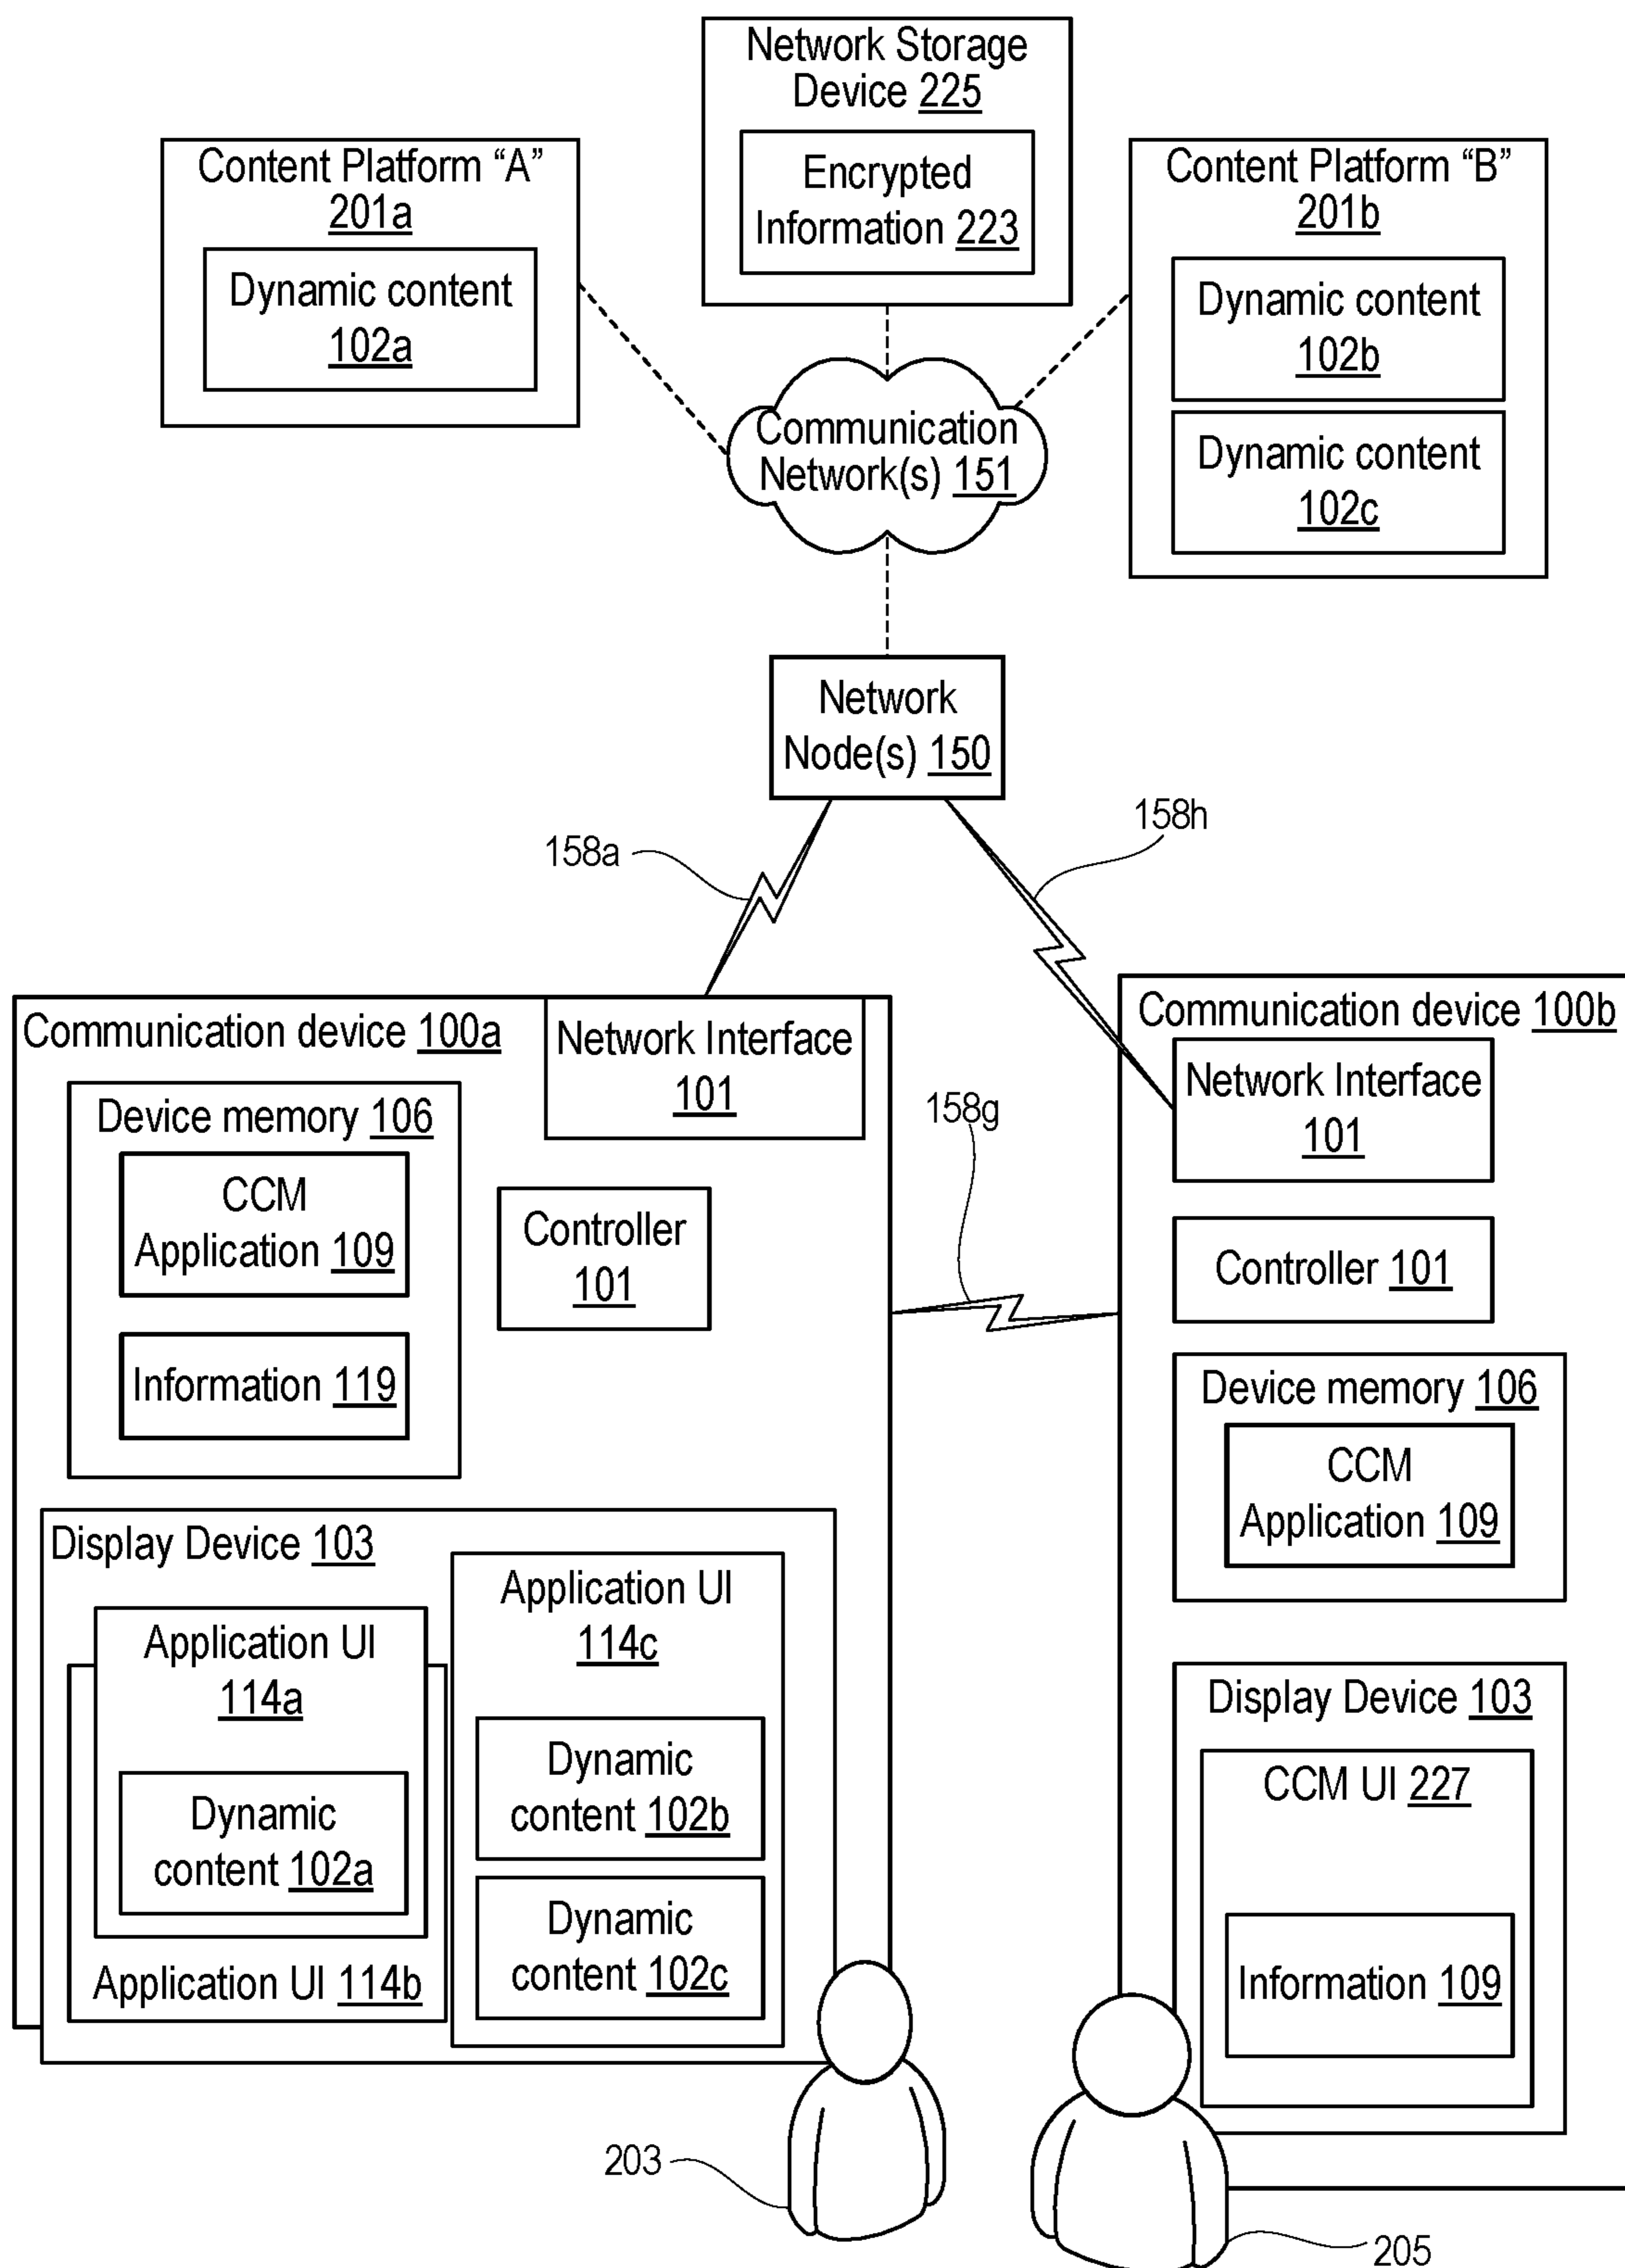 Network Storage
Device 225
Encrypted
Information 223
Content Platform “A”
201a
Dynamic content
102a
Content Platform “B”
201b
Dynamic content
102b
Dynamic content
102c
Communication
Network(s) 151
Network
Node(s) 150
158a
158h
Communication device 100a
Network Interface
101
Device memory 106
CCM
Application 109
Information 119
Controller
101
158g
Display Device 103
Application UI
114a
Dynamic
content 102a
Application UI 114b
Application UI
114c
Dynamic
content 102b
Dynamic
content 102c
203
Communication device 100b
Network Interface
101
Controller 101
Device memory 106
CCM
Application 109
Display Device 103
CCM UI 227
Information 109
205